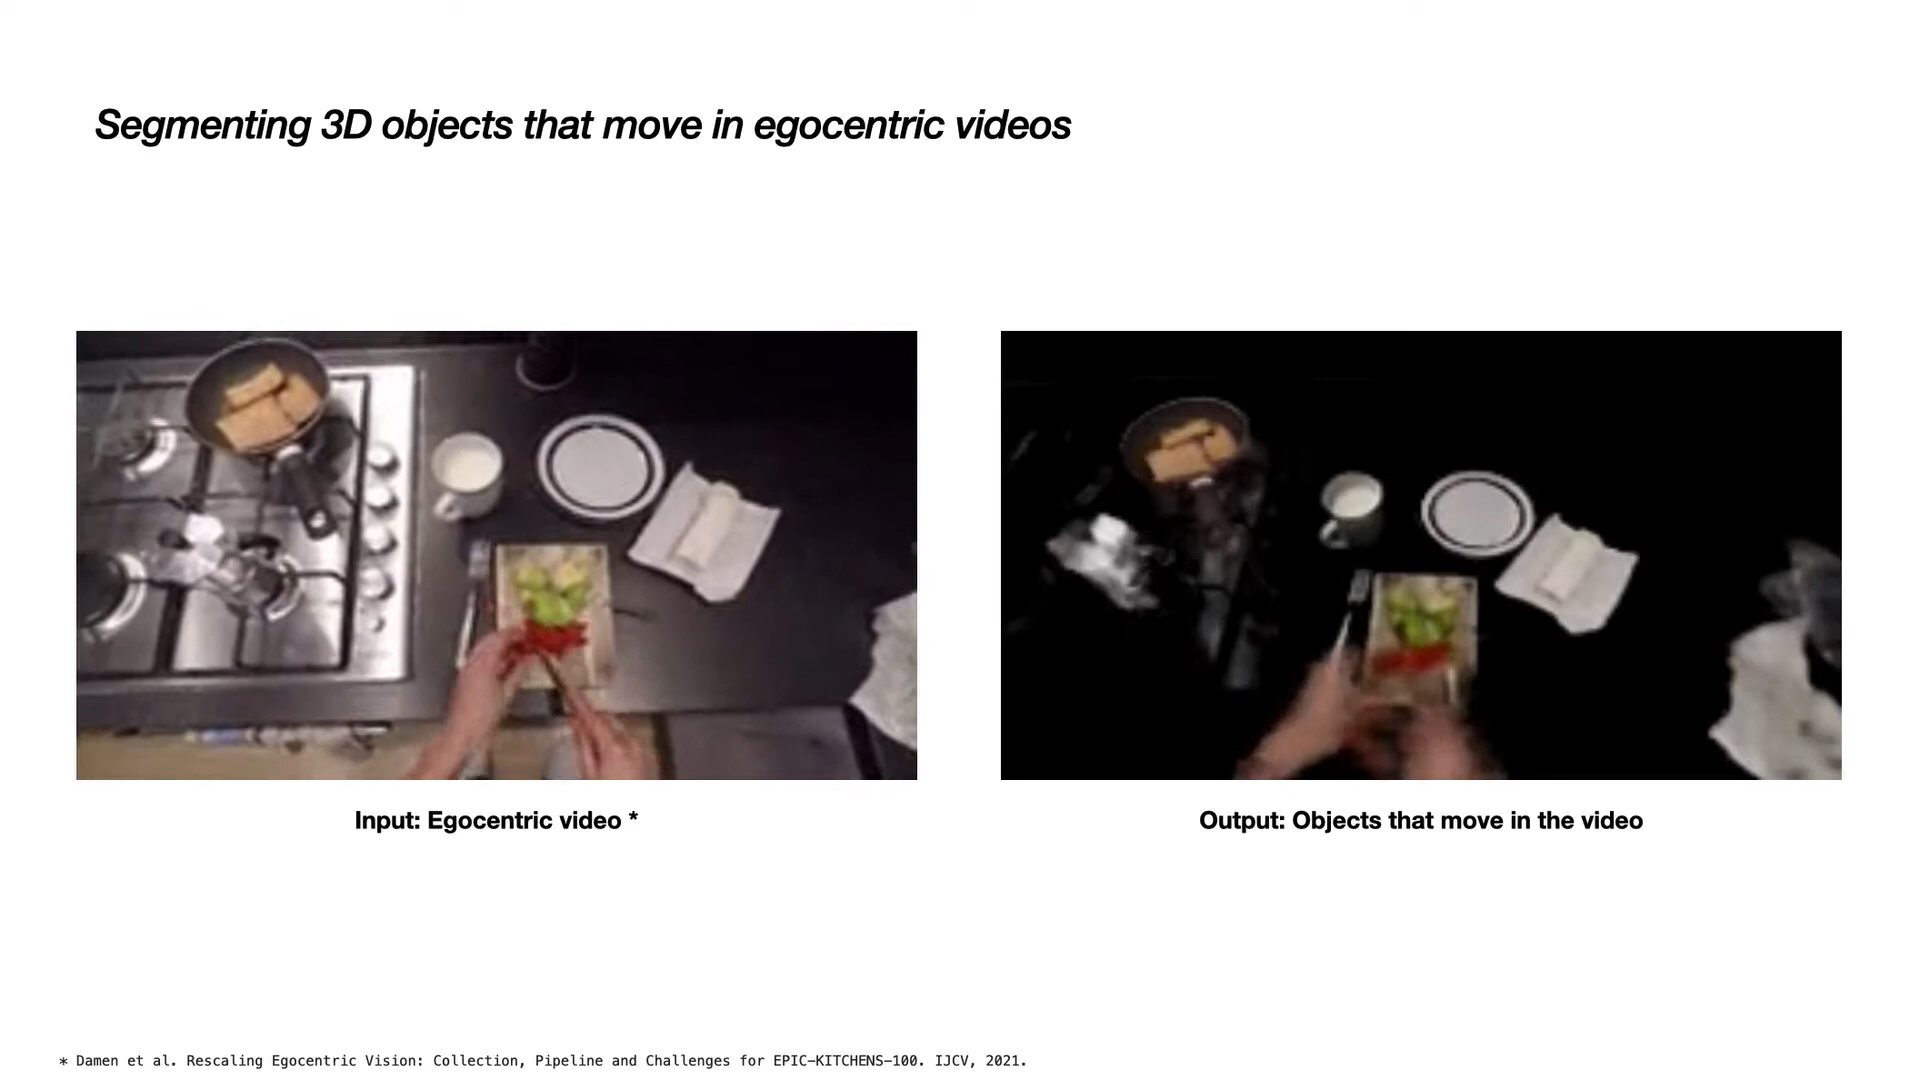 Segmenting 3D objects that move in egocentric videos
Input: Egocentric video *
Output: Objects that move in the video
* Damen et al. Rescaling Egocentric Vision: Collection, Pipeline and Challenges for EPIC-KITCHENS-100. IJCV, 2021.